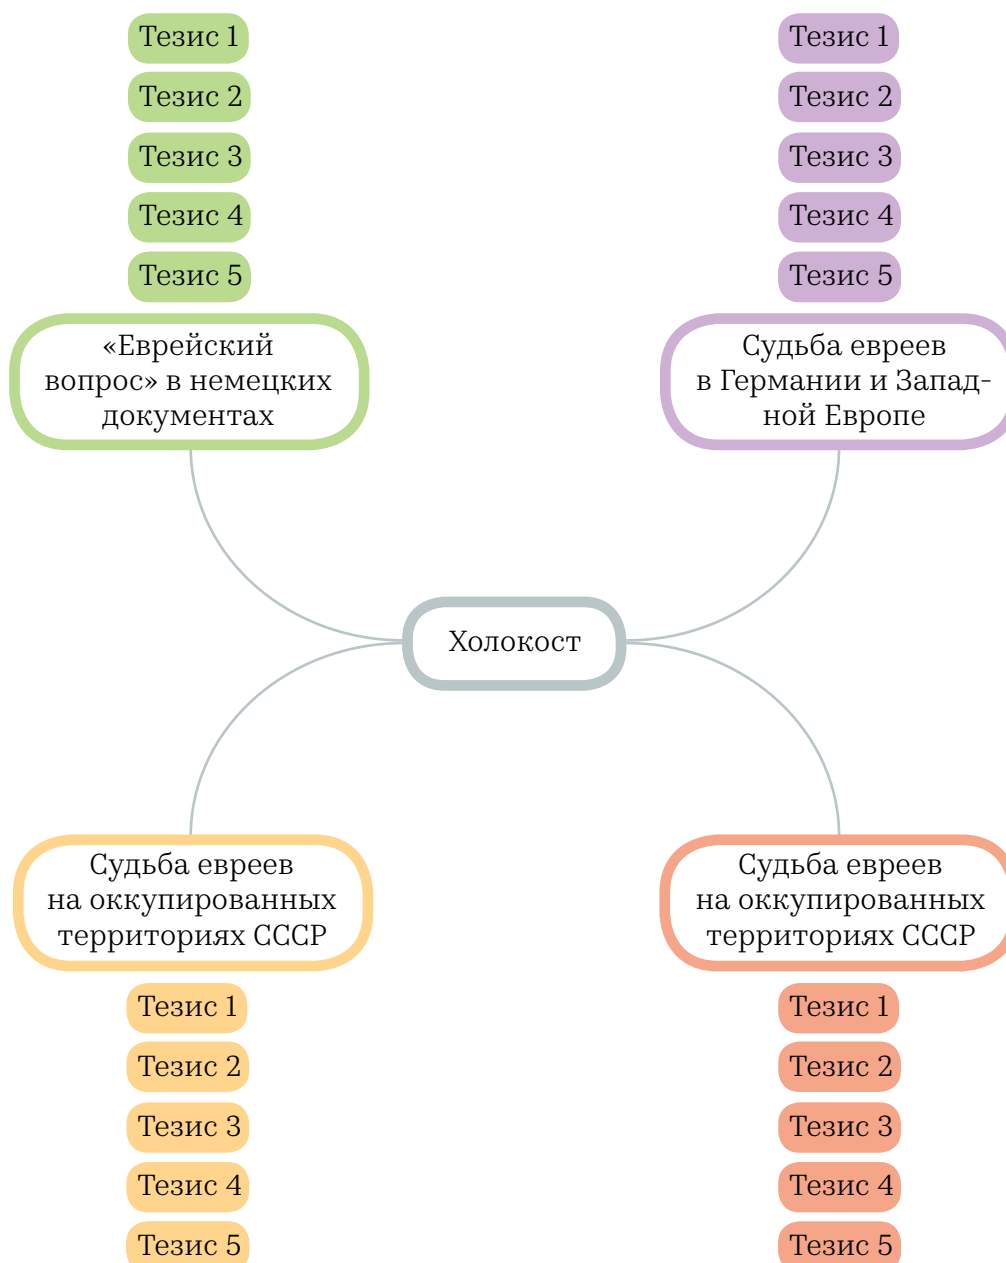 Тезис 1
Тезис 2
Тезис 3
Тезис 4
Тезис 5
«Еврейский
вопрос» в немецких
документах
Тезис 1
Тезис 2
Тезис 3
Тезис 4
Тезис 5
Судьба евреев
в Германии и Запад-
ной Европе
Холокост
Судьба евреев
на оккупированных
территориях СССР
Тезис 1
Тезис 2
Тезис 3
Тезис 4
Тезис 5
Судьба евреев
на оккупированных
территориях СССР
Тезис 1
Тезис 2
Тезис 3
Тезис 4
Тезис 5